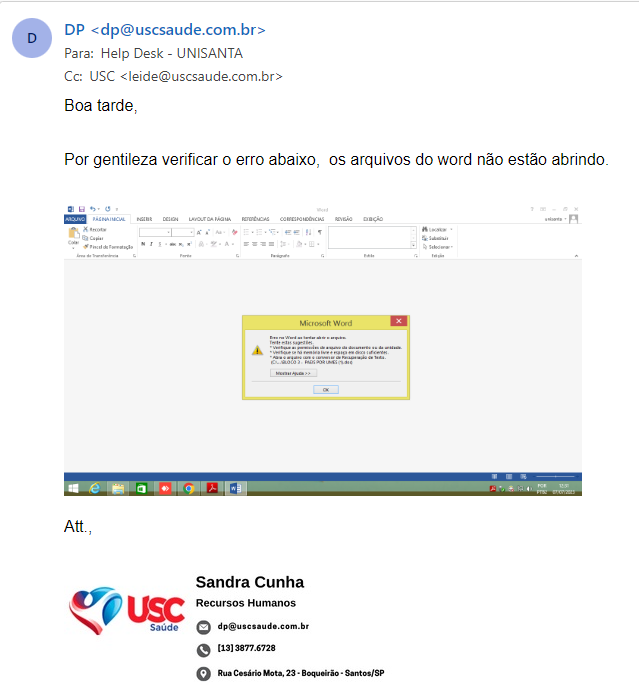 D
DP <dp@uscsaude.com.br>
Para: Help Desk - UNISANTA
Cc: USC <leide@uscsaude.com.br>
Boa tarde,
Por gentileza verificar o erro abaixo, os arquivos do word não estão abrindo.
Word
ARQUIVO PÁGINA INICIAL INSERIR DESIGN LAYOUT DA PÁGINA REFERÊNCIAS CORRESPONDÊNCIAS REVISÃO EXIBIÇÃO
unisanta
Colar
Recortar
Copiar
Pincel de Formatação
Localizar
Substituir
Selecionar
Área de Transferência Fonte Parágrafo Estilo Edição
Microsoft Word
Erro no Word ao tentar abrir o arquivo.
Tente estas sugestões.
* Verifique as permissões de arquivo do documento ou da unidade.
* Verifique se há memória livre e espaço em disco suficientes.
* Abra o arquivo com o conversor de Recuperação de Texto.
Mostrar Ajuda >>
OK
POR
PTB2 07/07/2023
Att.,
USC
Saúde
Sandra Cunha
Recursos Humanos
dp@uscsaude.com.br
[13] 3877.6728
Rua Cesário Mota, 23 - Boqueirão - Santos/SP